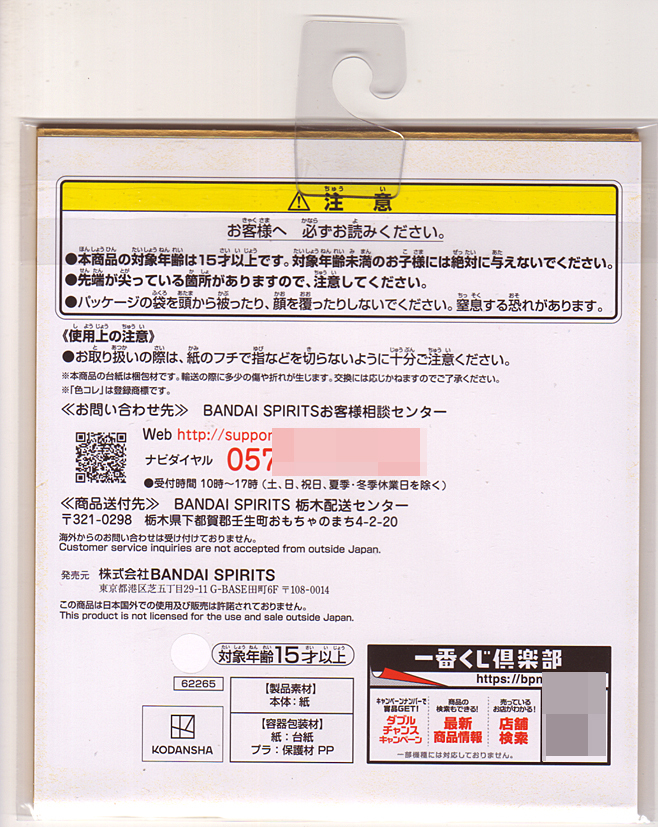 注意
お客様へ 必ずお読みください。
●本商品の対象年齢は15才以上です。対象年齢未満のお子様には絶対に与えないでください。
●先端が尖っている箇所がありますので、注意してください。
●パッケージの袋を頭から被ったり、顔を覆ったりしないでください。窒息する恐れがあります。
《使用上の注意》
●お取り扱いの際は、紙のフチで指などを切らないように十分ご注意ください。
※本商品の台紙は梱包材です。輸送の際に多少の傷や折れが生じます。交換には応じかねますのでご了承ください。
※「色コレ」は登録商標です。
≪お問い合わせ先≫ BANDAI SPIRITSお客様相談センター
Web http://suppor
ナビダイヤル 057
●受付時間 10時～17時(土、日、祝日、夏季・冬季休業日を除く)
≪商品送付先≫ BANDAI SPIRITS 栃木配送センター
〒321-0298 栃木県下都賀郡壬生町おもちゃのまち4-2-20
海外からのお問い合わせは受け付けておりません。
Customer service inquiries are not accepted from outside Japan.
発売元 株式会社BANDAI SPIRITS
東京都港区芝五丁目29-11 G-BASE田町6F 〒108-0014
この商品は日本国外での使用及び販売は許諾されておりません。
This product is not licensed for the use and sale outside Japan.
対象年齢15才以上
62265
KODANSHA
【製品素材】
本体：紙
【容器包装材】
紙：台紙
プラ：保護材 PP
一番くじ倶楽部
https://bpn
キャンペーンナンバーで
賞品GET!
ダブル
チャンス
キャンペーン
商品の
検索もできる!
最新
商品情報
売っている
お店がわかる!
店舗
検索
一部機種には対応しておりません。